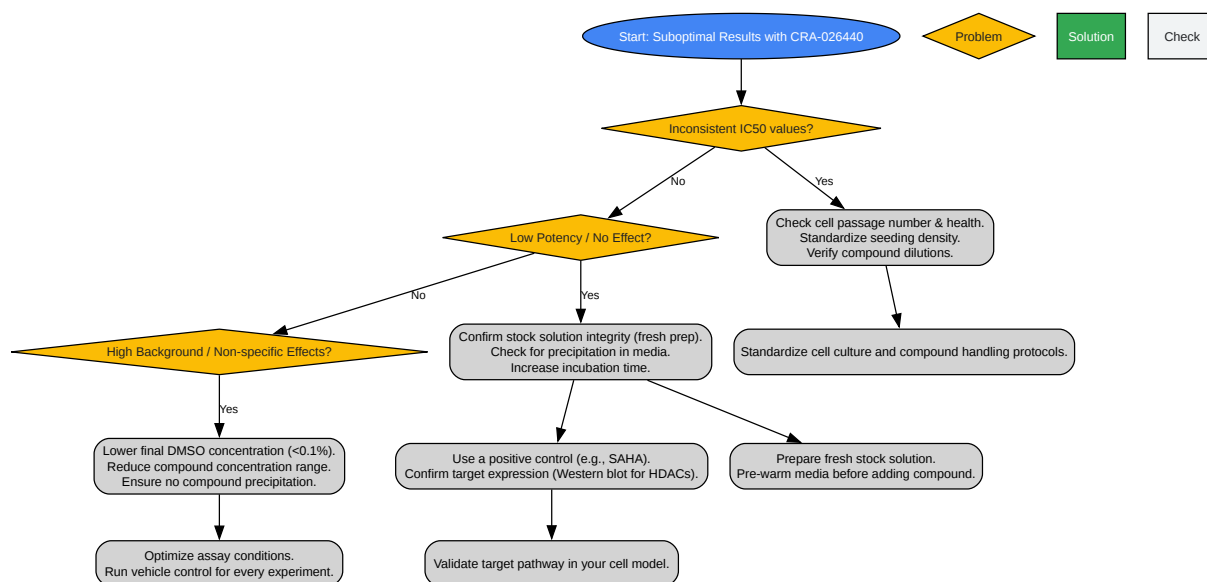 Start: Suboptimal Results with CRA-026440
Problem
Solution
Check
Inconsistent IC50 values?
No
Yes
Low Potency / No Effect?
Check cell passage number & health.
Standardize seeding density.
Verify compound dilutions.
No
Yes
High Background / Non-specific Effects?
Confirm stock solution integrity (fresh prep).
Check for precipitation in media.
Increase incubation time.
Standardize cell culture and compound handling protocols.
Yes
Lower final DMSO concentration (<0.1%).
Reduce compound concentration range.
Ensure no compound precipitation.
Use a positive control (e.g., SAHA).
Confirm target expression (Western blot for HDACs).
Prepare fresh stock solution.
Pre-warm media before adding compound.
Optimize assay conditions.
Run vehicle control for every experiment.
Validate target pathway in your cell model.